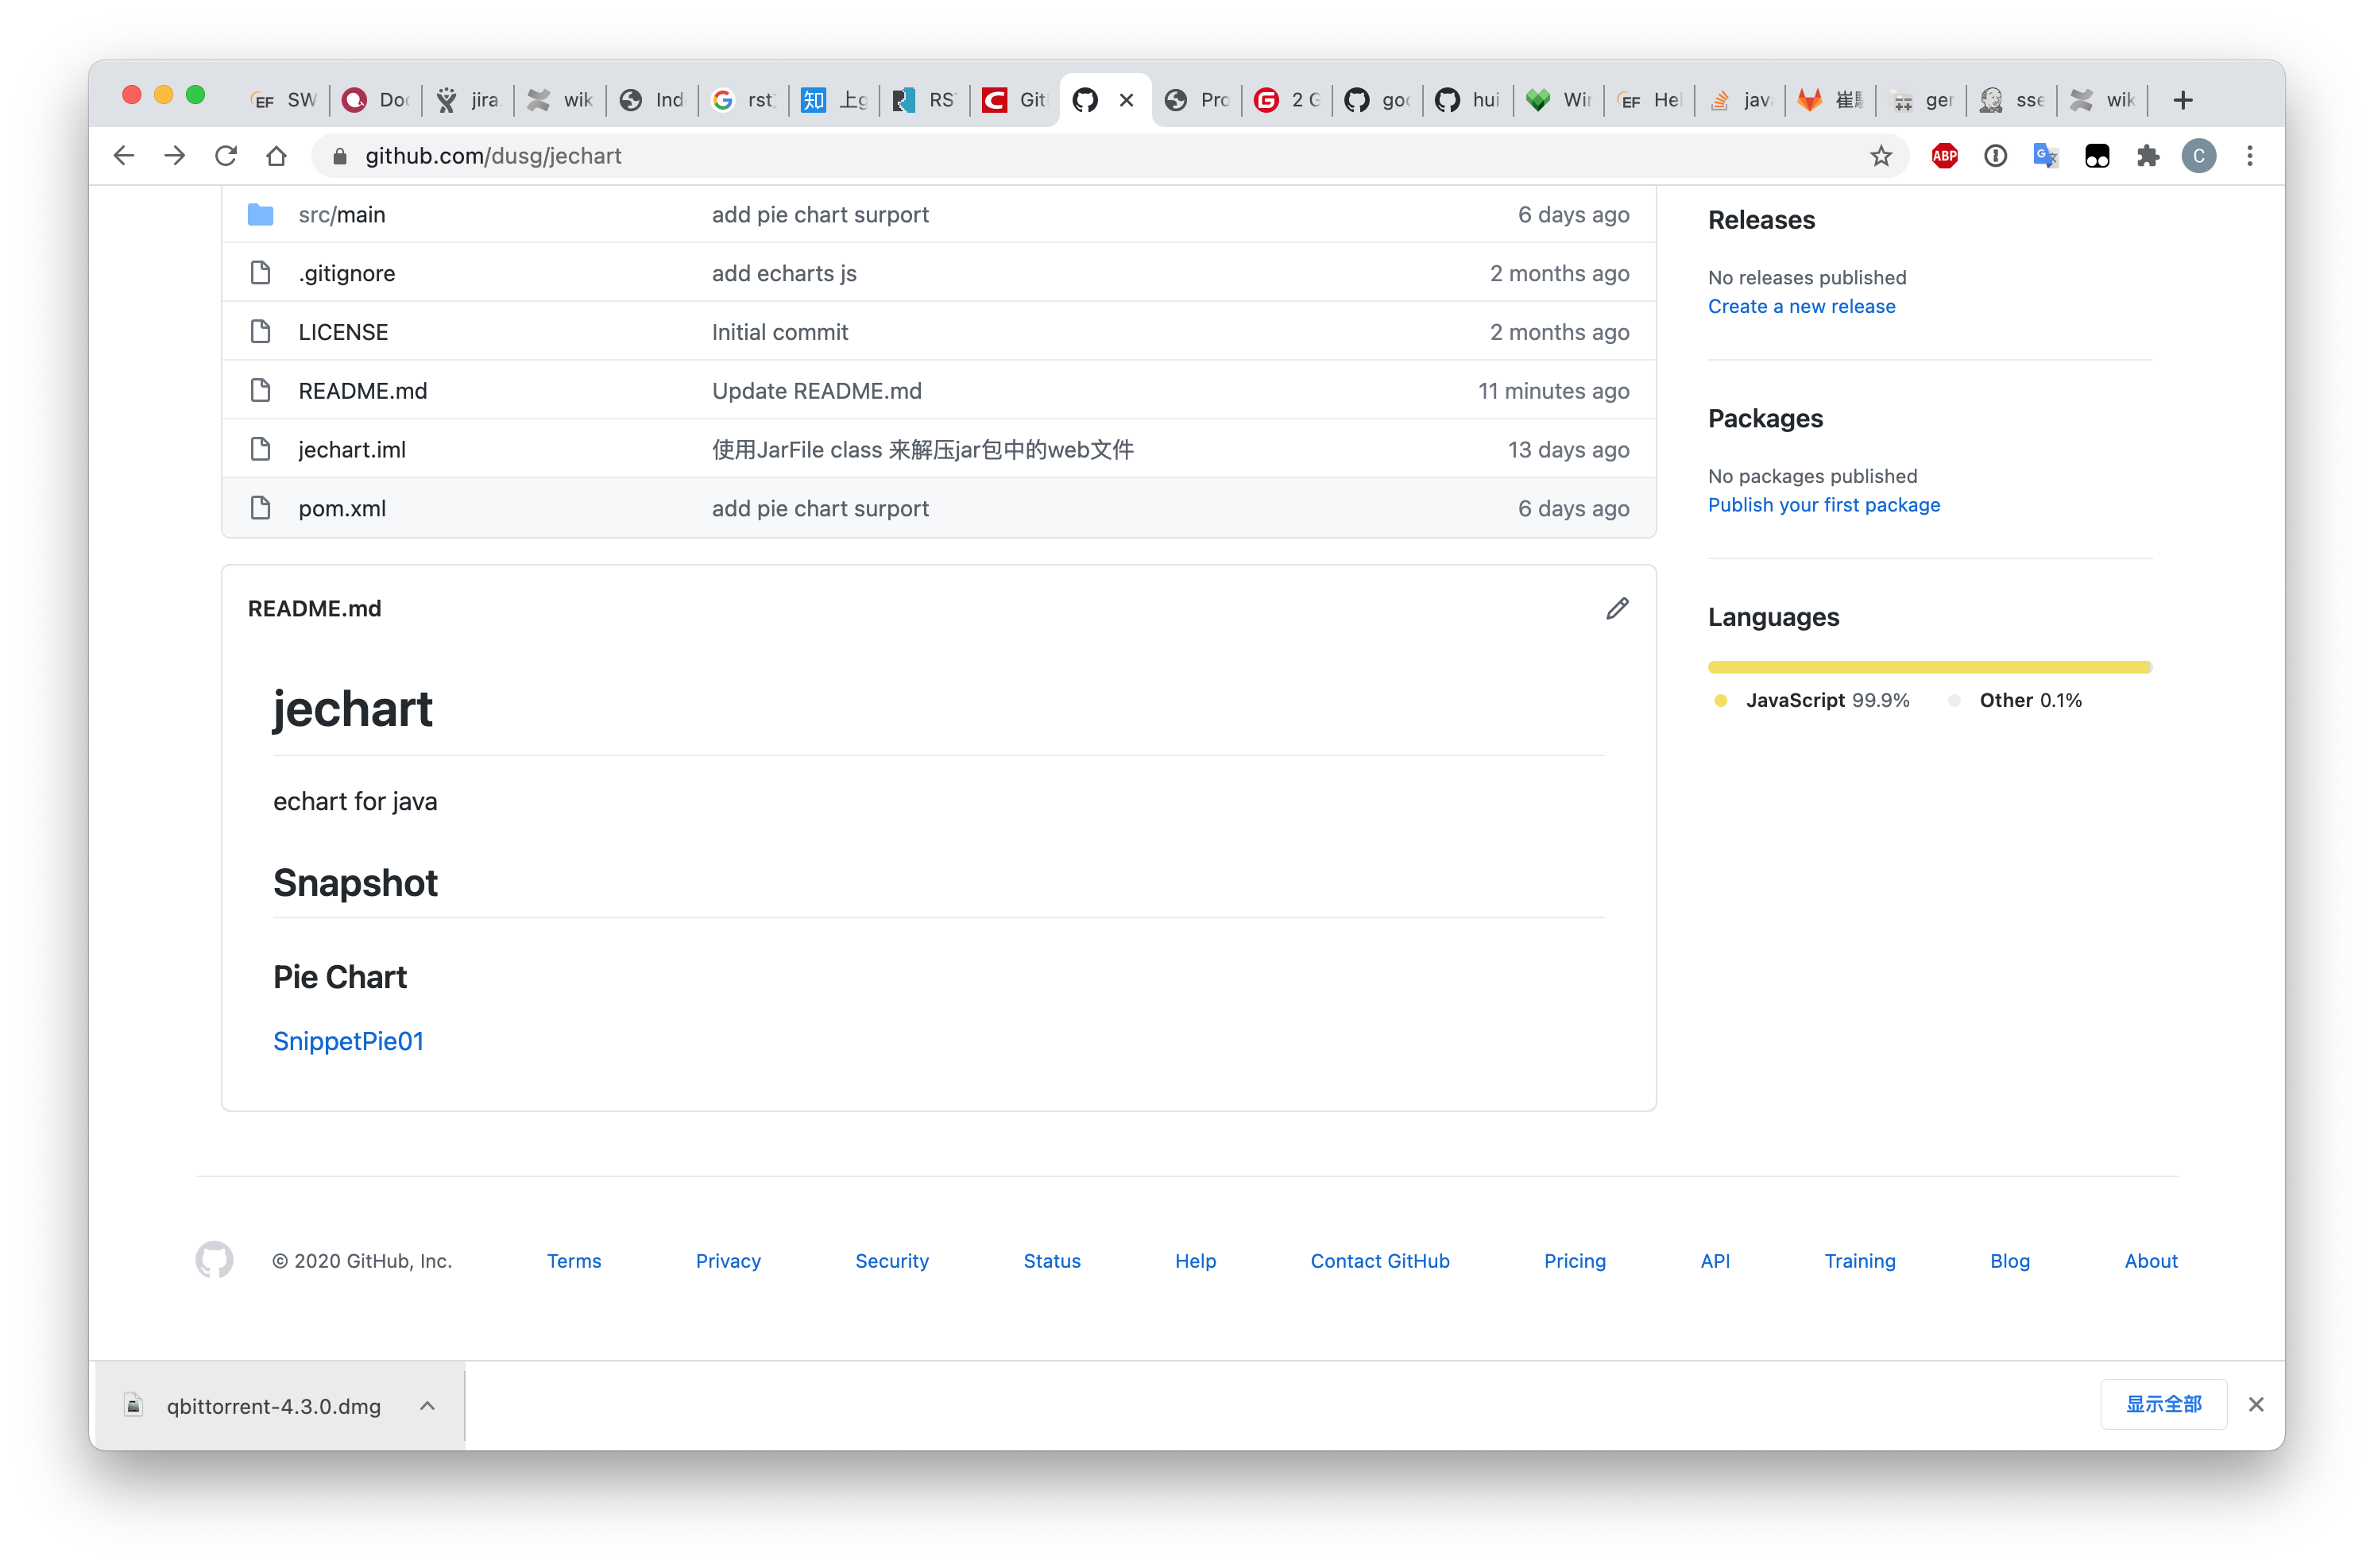 SW Doc jira wik Ind rst 知 上g RS Git Pro 2 G goo hui Wi Hel jav 崔 ger sse wik
github.com/dusg/jechart ABP C
src/main add pie chart surport 6 days ago
.gitignore add echarts js 2 months ago
LICENSE Initial commit 2 months ago
README.md Update README.md 11 minutes ago
jechart.iml 使用JarFile class 来解压jar包中的web文件 13 days ago
pom.xml add pie chart surport 6 days ago
README.md
jechart
echart for java
Snapshot
Pie Chart
SnippetPie01
Releases
No releases published
Create a new release
Packages
No packages published
Publish your first package
Languages
JavaScript 99.9% Other 0.1%
© 2020 GitHub, Inc. Terms Privacy Security Status Help Contact GitHub Pricing API Training Blog About
qbittorrent-4.3.0.dmg 显示全部